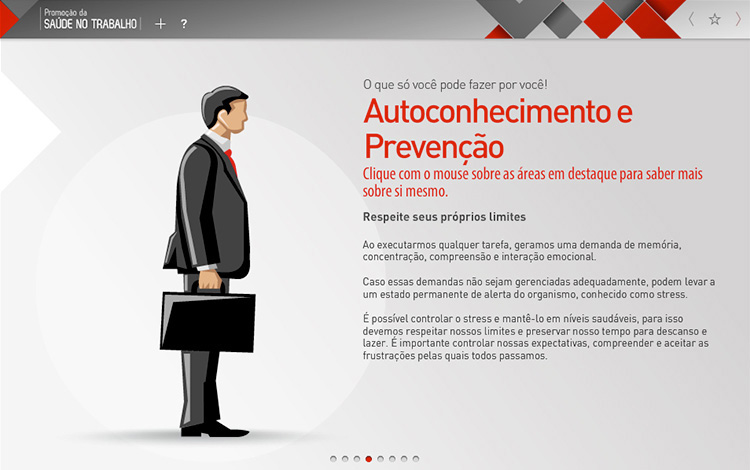 Promoção da
SAÚDE NO TRABALHO
+ ?
O que só você pode fazer por você!
Autoconhecimento e
Prevenção
Clique com o mouse sobre as áreas em destaque para saber mais
sobre si mesmo.
Respeite seus próprios limites
Ao executarmos qualquer tarefa, geramos uma demanda de memória,
concentração, compreensão e interação emocional.
Caso essas demandas não sejam gerenciadas adequadamente, podem levar a
um estado permanente de alerta do organismo, conhecido como stress.
É possível controlar o stress e mantê-lo em níveis saudáveis, para isso
devemos respeitar nossos limites e preservar nosso tempo para descanso e
lazer. É importante controlar nossas expectativas, compreender e aceitar as
frustrações pelas quais todos passamos.